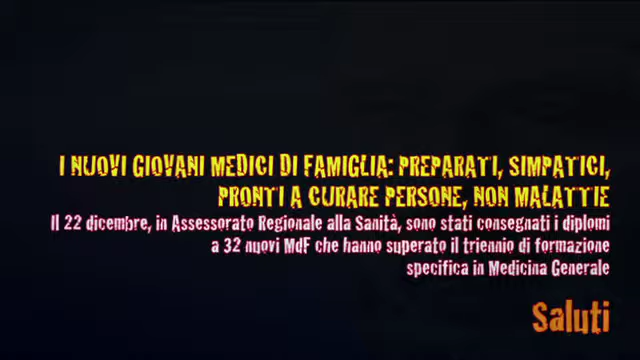 I NUOVI GIOVANI MEDICI DI FAMIGLIA: PREPARATI, SIMPATICI,
PRONTI A CURARE PERSONE, NON MALATTIE
Il 22 dicembre, in Assessorato Regionale alla Sanità, sono stati consegnati i diplomi
a 32 nuovi MdF che hanno superato il triennio di formazione
specifica in Medicina Generale
Saluti